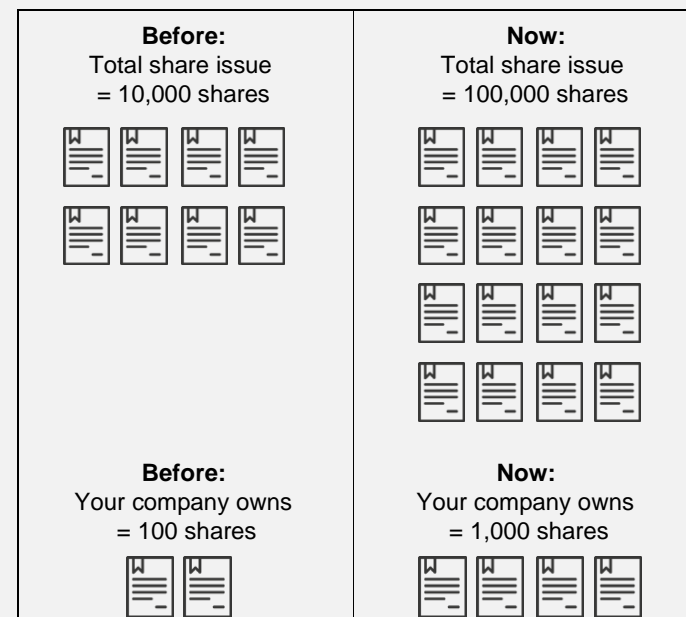 Before:
Total share issue
= 10,000 shares
Now:
Total share issue
= 100,000 shares
Before:
Your company owns
= 100 shares
Now:
Your company owns
= 1,000 shares